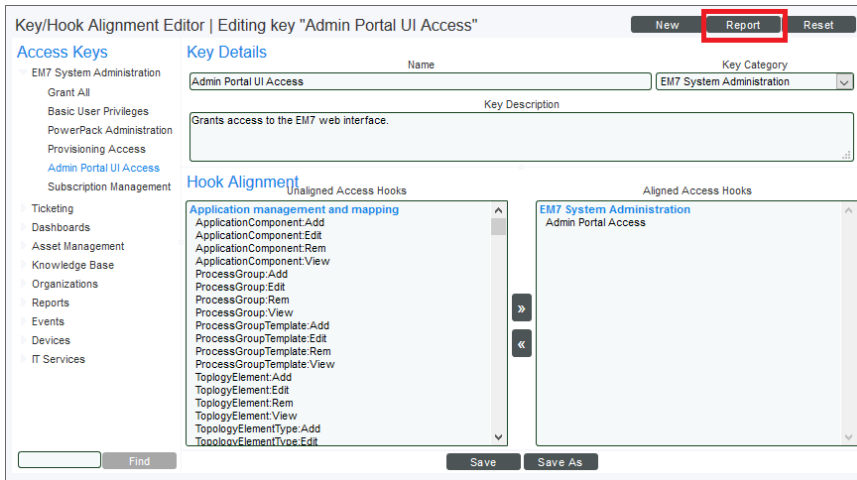 Key/Hook Alignment Editor | Editing key "Admin Portal UI Access"
New
Report
Reset
Access Keys
EM7 System Administration
Grant All
Basic User Privileges
PowerPack Administration
Provisioning Access
Admin Portal UI Access
Subscription Management
Ticketing
Dashboards
Asset Management
Knowledge Base
Organizations
Reports
Events
Devices
IT Services
Find
Key Details
Name
Key Category
Admin Portal UI Access
EM7 System Administration
Key Description
Grants access to the EM7 web interface.
Hook Alignment
Unaligned Access Hooks
Application management and mapping
ApplicationComponent:Add
ApplicationComponent:Edit
ApplicationComponent:Rem
ApplicationComponent:View
ProcessGroup:Add
ProcessGroup:Edit
ProcessGroup:Rem
ProcessGroup:View
ProcessGroupTemplate:Add
ProcessGroupTemplate:Edit
ProcessGroupTemplate:Rem
ProcessGroupTemplate:View
ToplogyElement:Add
ToplogyElement:Edit
ToplogyElement:Rem
ToplogyElement:View
TopologyElementType:Add
TopologyElementType:Edit
»
«
Aligned Access Hooks
EM7 System Administration
Admin Portal Access
Save
Save As